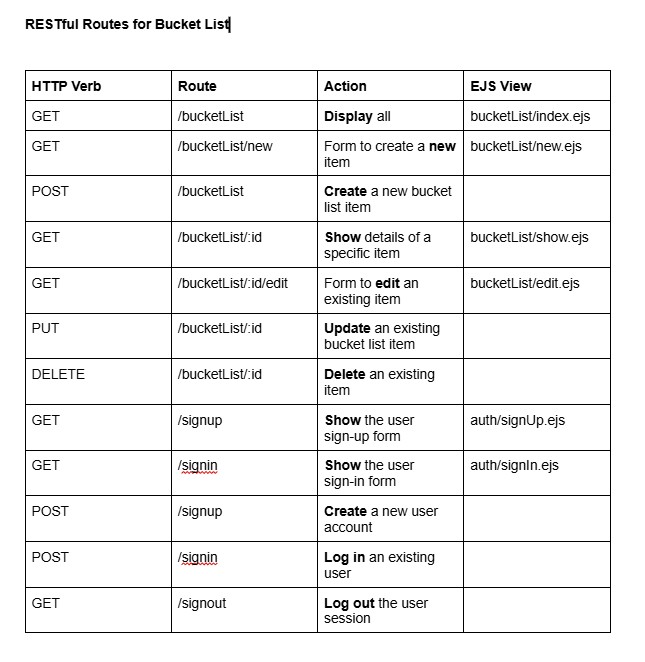 RESTful Routes for Bucket List
HTTP Verb Route Action EJS View
GET /bucketList Display all bucketList/index.ejs
GET /bucketList/new Form to create a new bucketList/new.ejs
item
POST /bucketList Create a new bucket
list item
GET /bucketList/:id Show details of a bucketList/show.ejs
specific item
GET /bucketList/:id/edit Form to edit an bucketList/edit.ejs
existing item
PUT /bucketList/:id Update an existing
bucket list item
DELETE /bucketList/:id Delete an existing
item
GET /signup Show the user auth/signUp.ejs
sign-up form
GET /signin Show the user auth/signIn.ejs
sign-in form
POST /signup Create a new user
account
POST /signin Log in an existing
user
GET /signout Log out the user
session